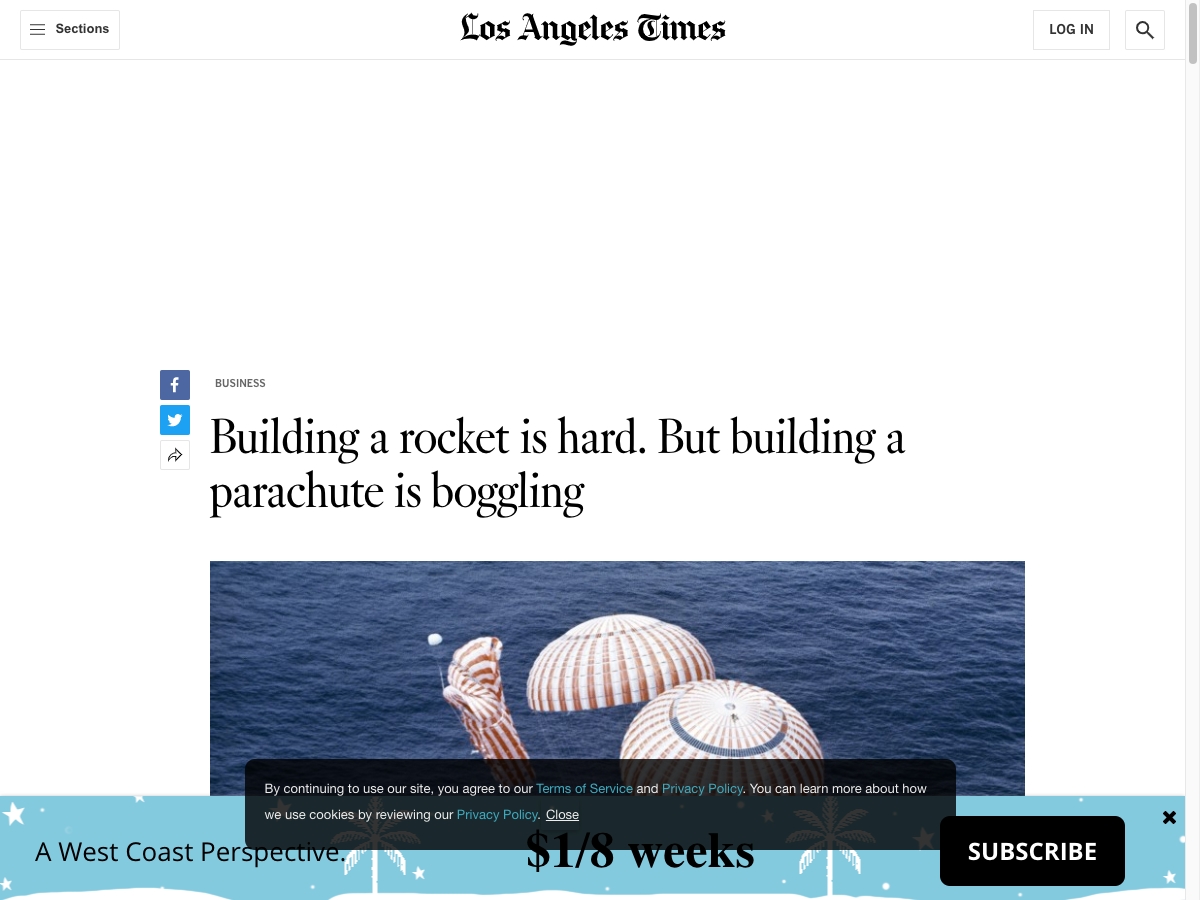 Sections
Los Angeles Times
LOG IN
BUSINESS
Building a rocket is hard. But building a
parachute is boggling
By continuing to use our site, you agree to our Terms of Service and Privacy Policy. You can learn more about how
we use cookies by reviewing our Privacy Policy. Close
A West Coast Perspective.
$1/8 weeks
SUBSCRIBE